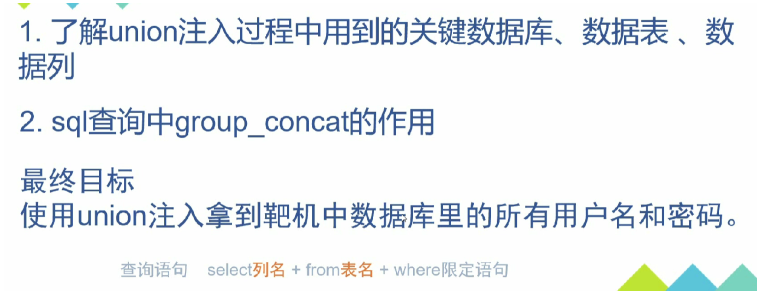 1. 了解union注入过程中用到的关键数据库、数据表 、数
据列
2. sql查询中group_concat的作用
最终目标
使用union注入拿到靶机中数据库里的所有用户名和密码。
查询语句 select列名 + from表名 + where限定语句